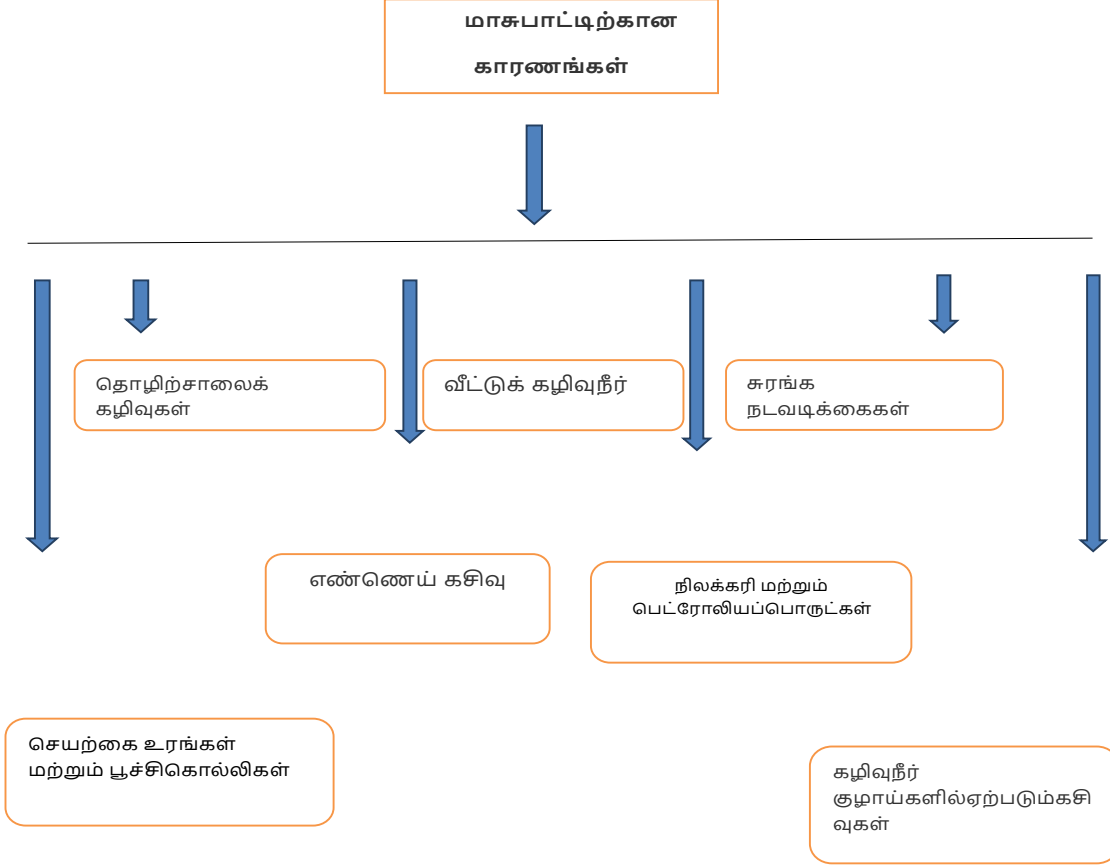 மாசுபாட்டிற்கான
காரணங்கள்
தொழிற்சாலைக்
கழிவுகள்
வீட்டுக் கழிவுநீர்
சுரங்க
நடவடிக்கைகள்
எண்ணெய் கசிவு
நிலக்கரி மற்றும்
பெட்ரோலியப்பொருட்கள்
செயற்கை உரங்கள்
மற்றும் பூச்சிகொல்லிகள்
கழிவுநீர்
குழாய்களில்ஏற்படும்கசி
வுகள்